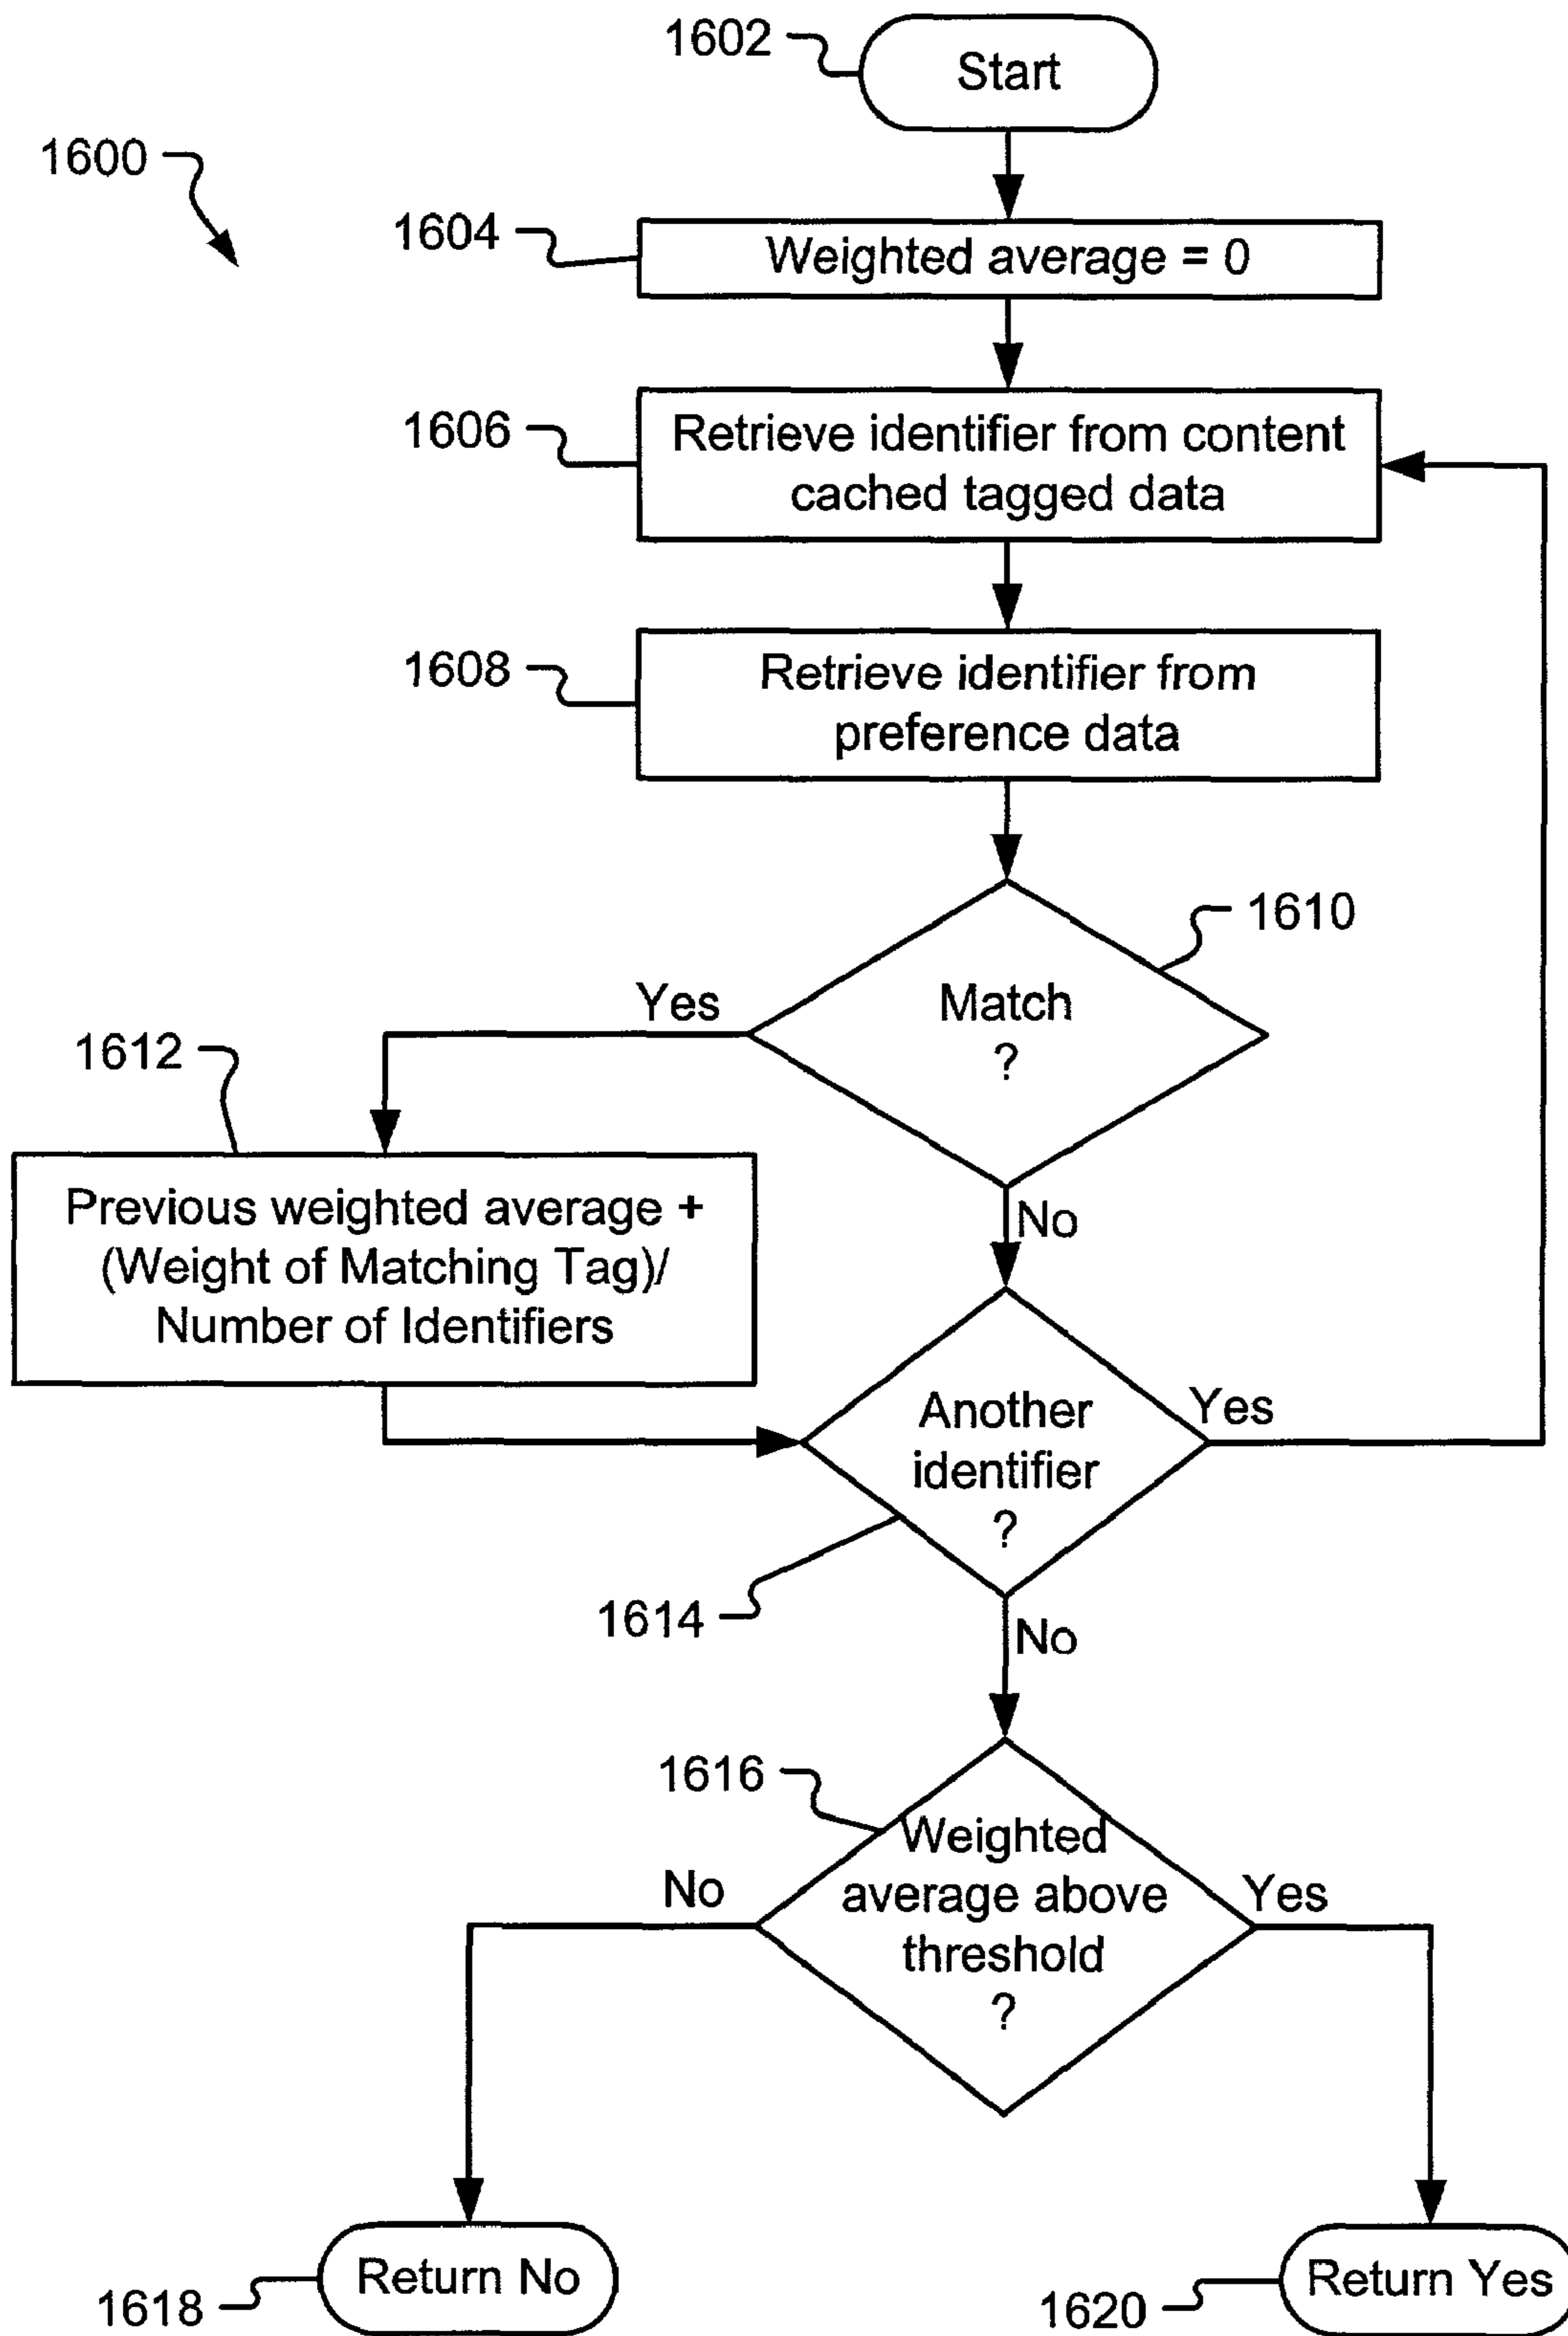 1602
Start
1600
1604
Weighted average = 0
1606
Retrieve identifier from content
cached tagged data
1608
Retrieve identifier from
preference data
1610
Match
?
Yes
1612
Previous weighted average +
(Weight of Matching Tag)/
Number of Identifiers
No
Another
identifier
?
Yes
1614
No
1616
Weighted
average above
threshold
?
No
Yes
Return No
1618
Return Yes
1620